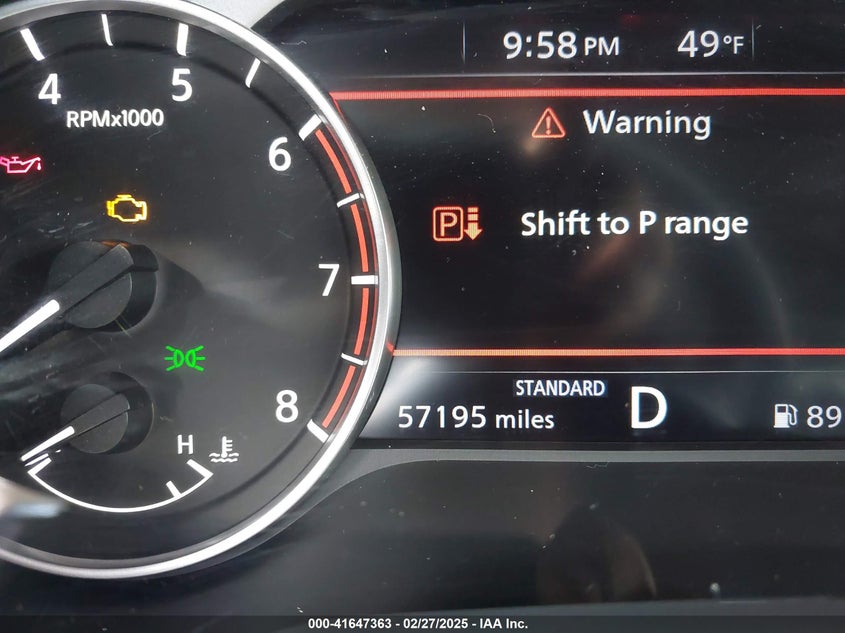 9:58 PM 49°F
4 5
RPMx1000
Warning
6
P Shift to P range
7
STANDARD
8 57195 miles D 89
H
000-41647363 - 02/27/2025 - IAA Inc.